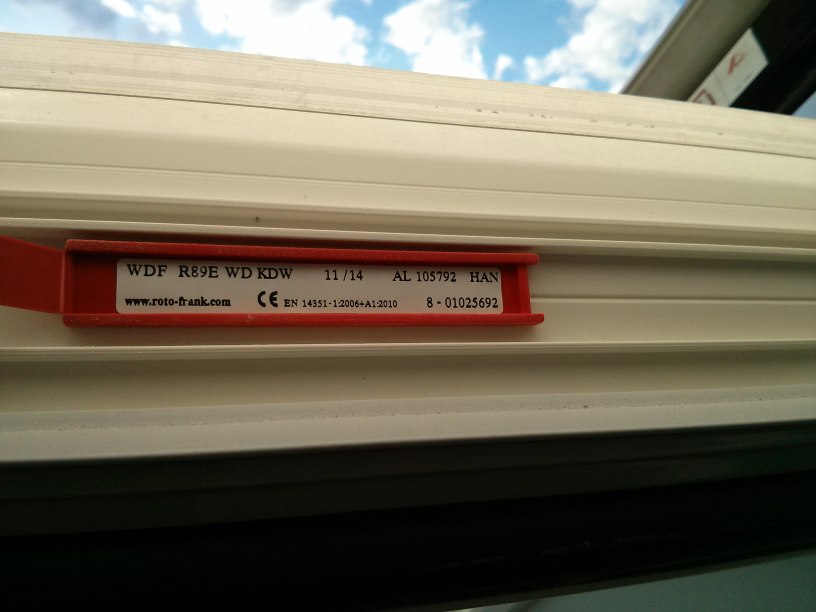 WDF R89E WD KDW 11/14 AL 105792 HAN
www.roto-frank.com CE EN 14351-1:2006+A1:2010 8 - 01025692